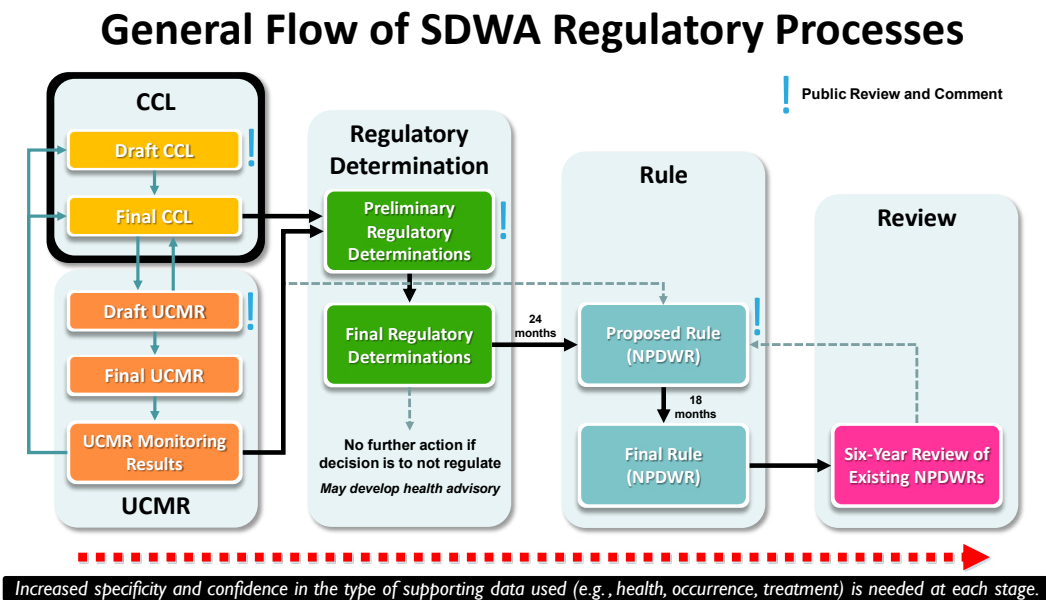 General Flow of SDWA Regulatory Processes
! Public Review and Comment
CCL
Draft CCL
!
Final CCL
Draft UCMR
!
Final UCMR
UCMR Monitoring
Results
UCMR
Regulatory
Determination
Preliminary
Regulatory
Determinations
!
Final Regulatory
Determinations
No further action if
decision is to not regulate
May develop health advisory
24
months
Rule
Proposed Rule
(NPDWR)
!
18
months
Final Rule
(NPDWR)
Review
Six-Year Review of
Existing NPDWRs
Increased specificity and confidence in the type of supporting data used (e.g., health, occurrence, treatment) is needed at each stage.